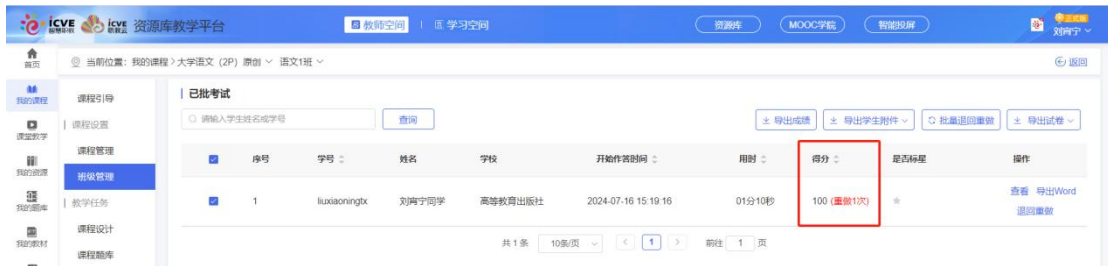 icve 智慧职教 icve 职教云 资源库教学平台 教师空间 | 学习空间 资源库 MOOC学院 智能投屏 正式版 刘宵宁
首页 当前位置：我的课程 > 大学语文（2P）原创 语文1班 返回
我的课程 课程引导 已批考试
课堂教学 课程设置 请输入学生姓名或学号 查询 导出成绩 导出学生附件 批量退回重做 导出试卷
课程管理 序号 学号 姓名 学校 开始作答时间 用时 得分 是否标星 操作
我的资源 班级管理
我的题库 教学任务 1 liuxiaoningtx 刘宵宁同学 高等教育出版社 2024-07-16 15:19:16 01分10秒 100 (重做1次) 查看 导出Word
退回重做
我的教材 课程设计 共 1 条 10条/页 1 前往 1 页
课程题库